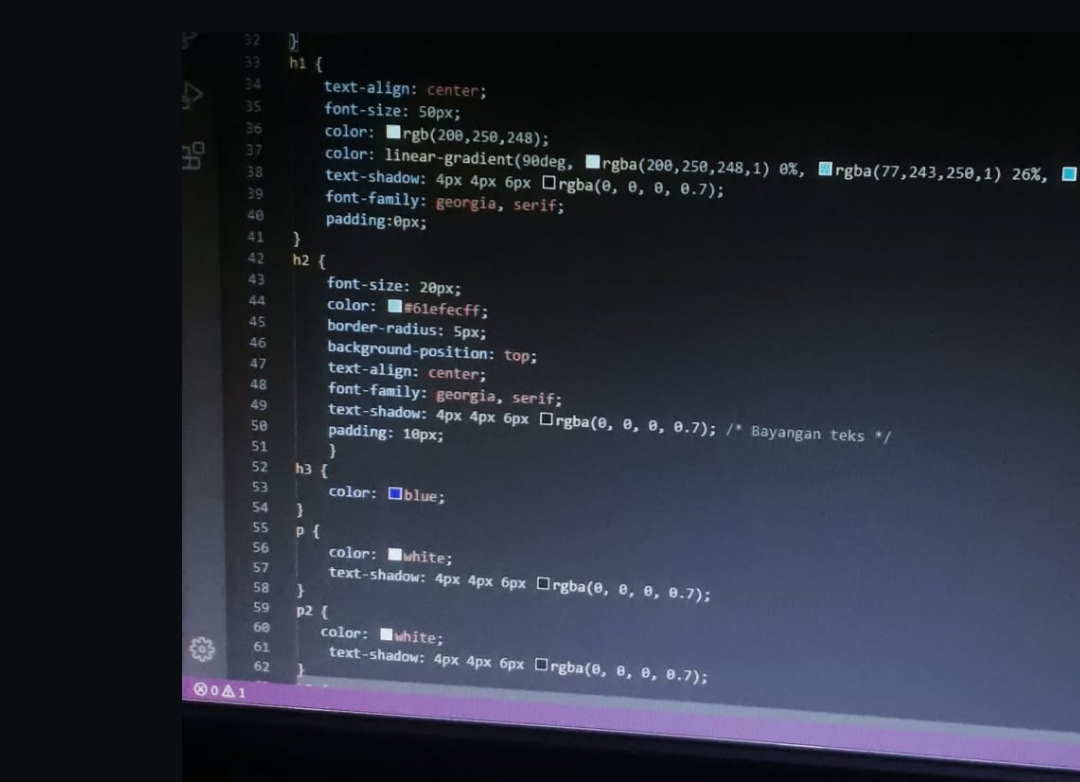 32 }
33 h1 {
34 text-align: center;
35 font-size: 50px;
36 color: rgb(200,250,248);
37 color: linear-gradient(90deg, rgba(200,250,248,1) 0%, rgba(77,243,250,1) 26%,
38 text-shadow: 4px 4px 6px rgba(0, 0, 0, 0.7);
39 font-family: georgia, serif;
40 padding:0px;
41 }
42 h2 {
43 font-size: 20px;
44 color: #61efecff;
45 border-radius: 5px;
46 background-position: top;
47 text-align: center;
48 font-family: georgia, serif;
49 text-shadow: 4px 4px 6px rgba(0, 0, 0, 0.7); /* Bayangan teks */
50 padding: 10px;
51 }
52 h3 {
53 color: blue;
54 }
55 p {
56 color: white;
57 text-shadow: 4px 4px 6px rgba(0, 0, 0, 0.7);
58 }
59 p2 {
60 color: white;
61 text-shadow: 4px 4px 6px rgba(0, 0, 0, 0.7);
62 }
0 1